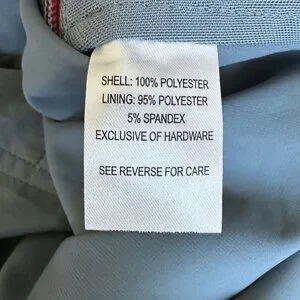 SHELL: 100% POLYESTER
LINING: 95% POLYESTER
5% SPANDEX
EXCLUSIVE OF HARDWARE
SEE REVERSE FOR CARE